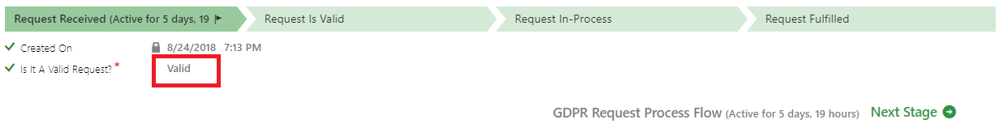 Request Received (Active for 5 days, 19 Request Is Valid Request In-Process Request Fulfilled
Created On 8/24/2018 7:13 PM
Is It A Valid Request? * Valid
GDPR Request Process Flow (Active for 5 days, 19 hours) Next Stage